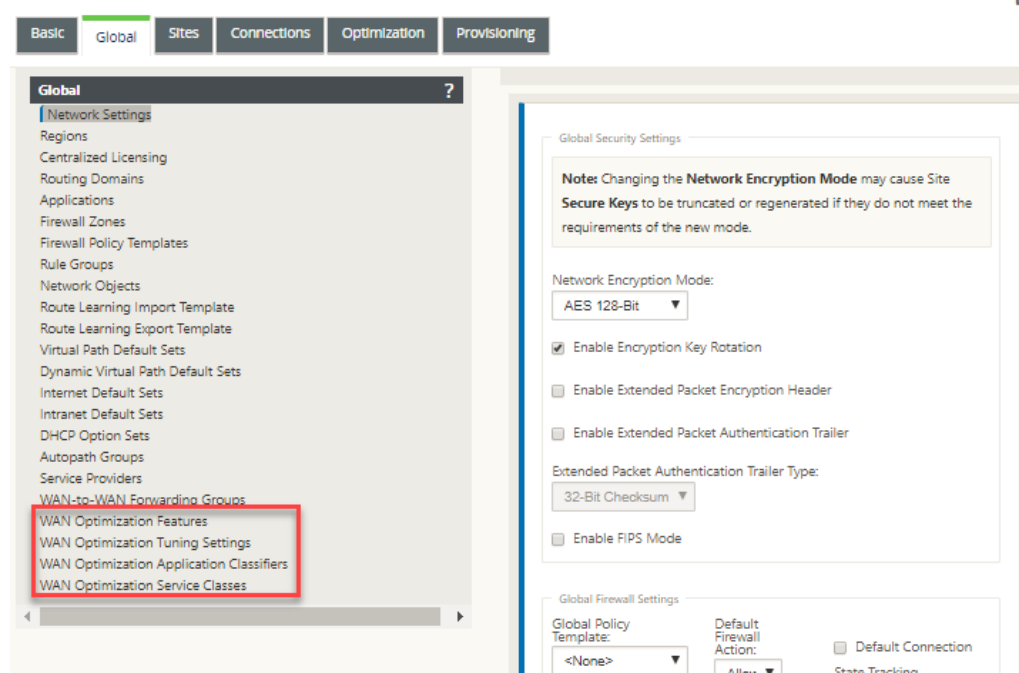 Basic Global Sites Connections Optimization Provisioning
Global ?
Network Settings
Regions
Centralized Licensing
Routing Domains
Applications
Firewall Zones
Firewall Policy Templates
Rule Groups
Network Objects
Route Learning Import Template
Route Learning Export Template
Virtual Path Default Sets
Dynamic Virtual Path Default Sets
Internet Default Sets
Intranet Default Sets
DHCP Option Sets
Autopath Groups
Service Providers
WAN-to-WAN Forwarding Groups
WAN Optimization Features
WAN Optimization Tuning Settings
WAN Optimization Application Classifiers
WAN Optimization Service Classes
Global Security Settings
Note: Changing the Network Encryption Mode may cause Site
Secure Keys to be truncated or regenerated if they do not meet the
requirements of the new mode.
Network Encryption Mode:
AES 128-Bit
Enable Encryption Key Rotation
Enable Extended Packet Encryption Header
Enable Extended Packet Authentication Trailer
Extended Packet Authentication Trailer Type:
32-Bit Checksum
Enable FIPS Mode
Global Firewall Settings
Global Policy
Template:
<None>
Default
Firewall
Action:
Allow
Default Connection
State Tracking